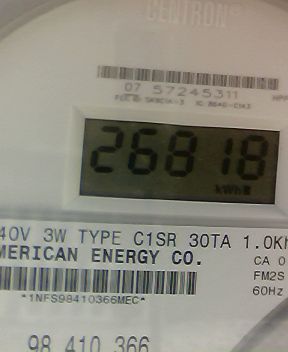 CENTRON®
07 57245311
26818
kWh
40V 3W TYPE C1SR 30TA 1.0Kh
MERICAN ENERGY CO.
CA 0
FM2S
60Hz
*1NFS98410366MEC*
98 410 366